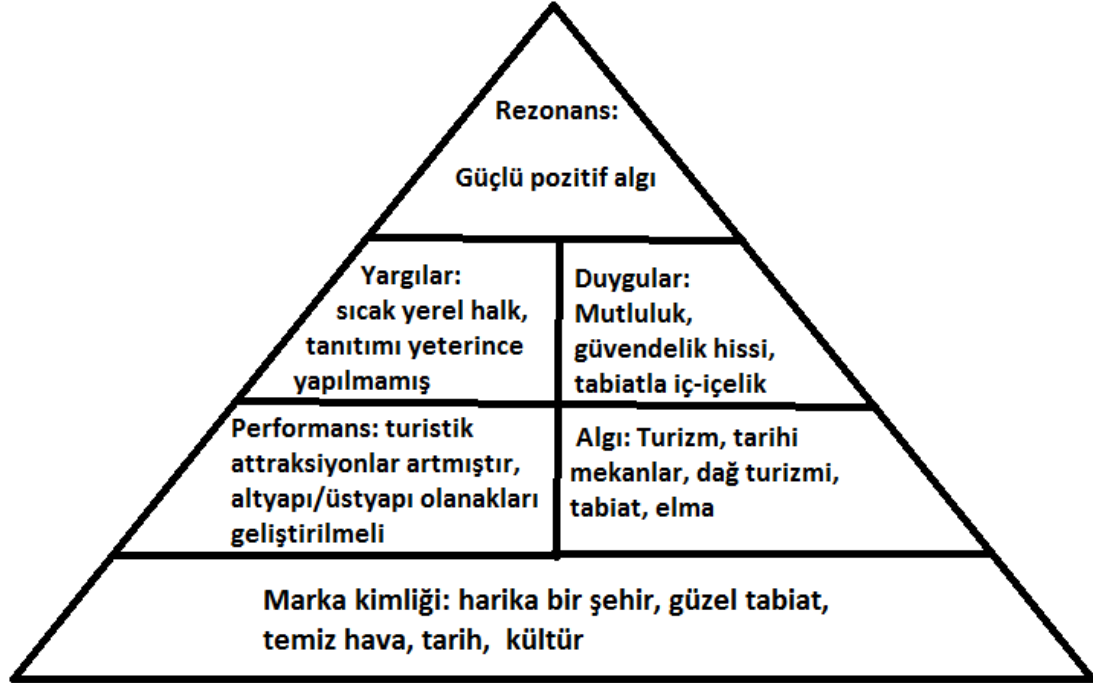 Rezonans:
Güçlü pozitif algı
Yargılar:
sıcak yerel halk,
tanıtımı yeterince
yapılmamış
Duygular:
Mutluluk,
güvendelik hissi,
tabiatla iç-içelik
Performans: turistik
attraksiyonlar artmıştır,
altyapı/üstyapı olanakları
geliştirilmeli
Algı: Turizm, tarihi
mekanlar, dağ turizmi,
tabiat, elma
Marka kimliği: harika bir şehir, güzel tabiat,
temiz hava, tarih, kültür